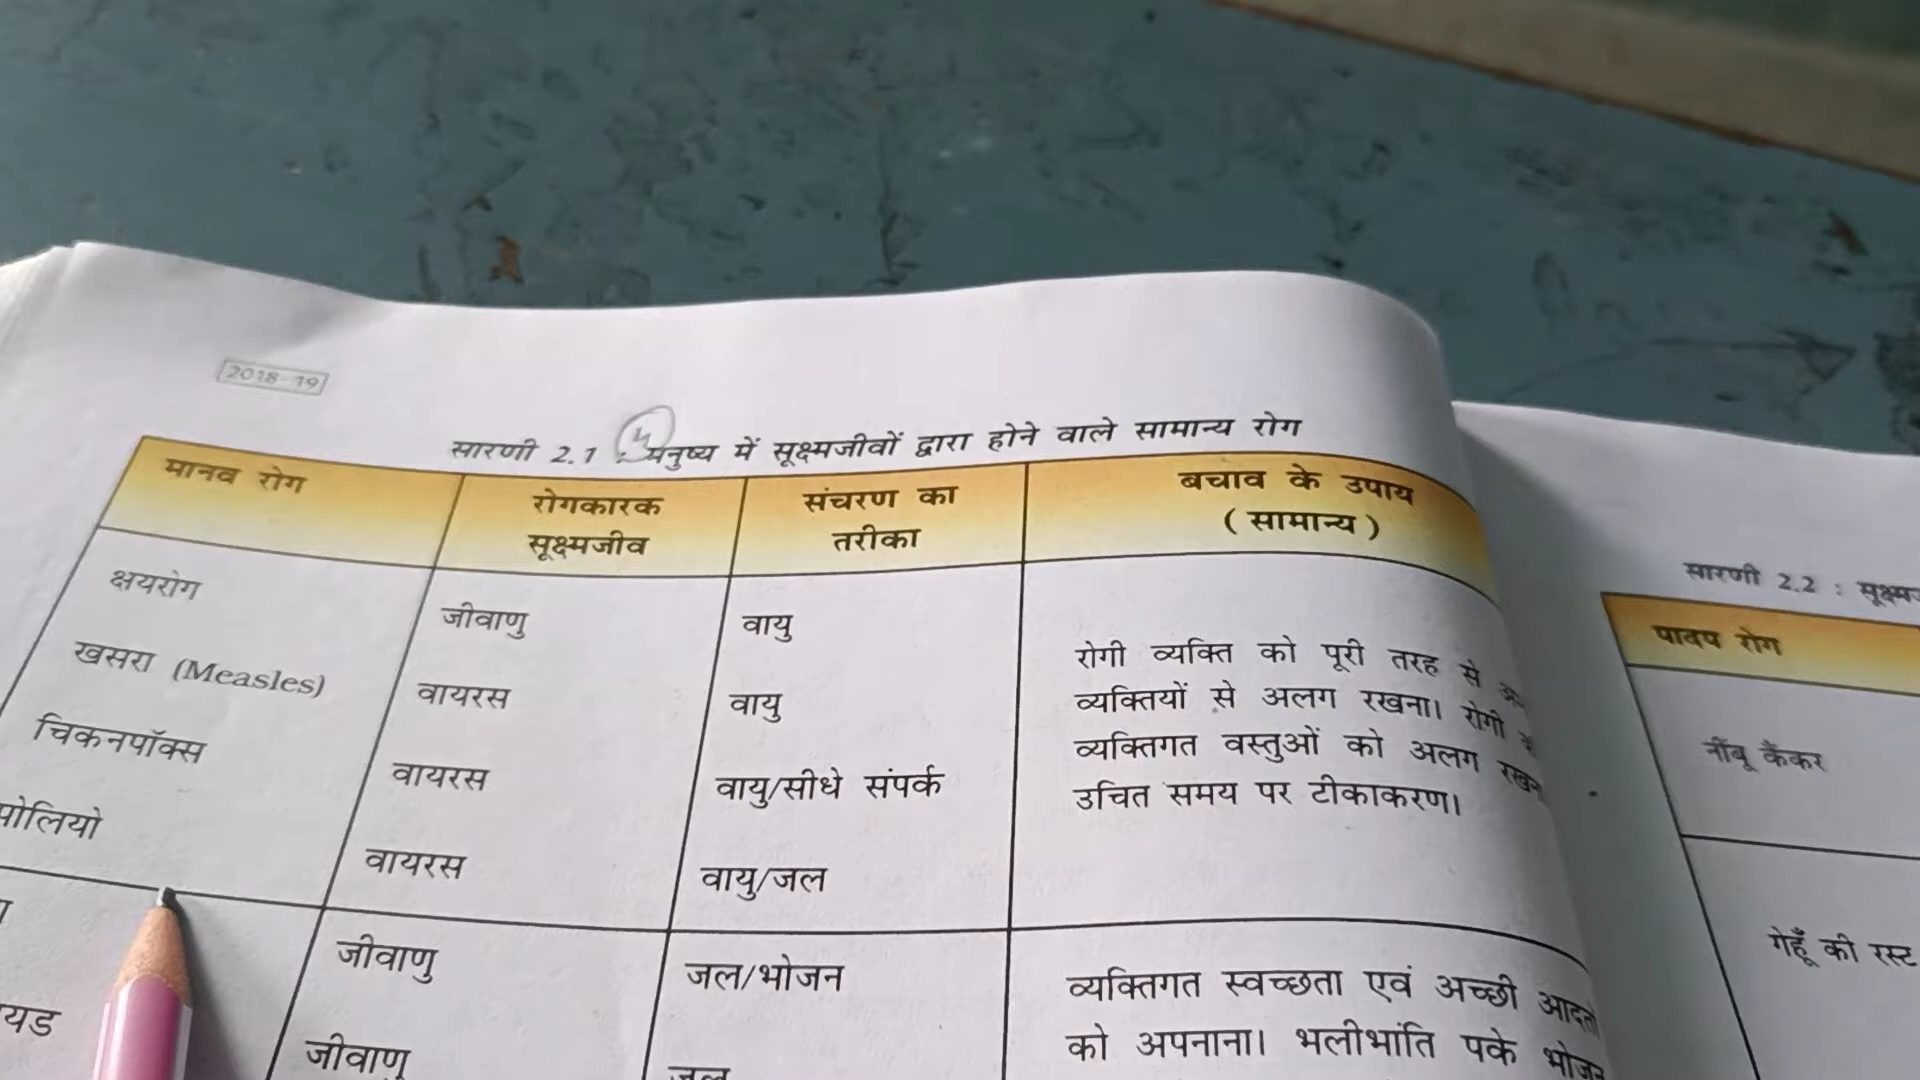 2018-19
सारणी 2.1 : मनुष्य में सूक्ष्मजीवों द्वारा होने वाले सामान्य रोग
मानव रोग
रोगकारक
सूक्ष्मजीव
संचरण का
तरीका
बचाव के उपाय
( सामान्य )
क्षयरोग
जीवाणु
वायु
खसरा (Measles)
वायरस
वायु
चिकनपॉक्स
वायरस
वायु/सीधे संपर्क
पोलियो
वायरस
वायु/जल
रोगी व्यक्ति को पूरी तरह से
व्यक्तियों से अलग रखना। रोगी
व्यक्तिगत वस्तुओं को अलग
उचित समय पर टीकाकरण।
जीवाणु
जल/भोजन
जीवाणु
जल
व्यक्तिगत स्वच्छता एवं अच्छी
को अपनाना। भलीभांति पके भोजन
सारणी 2.2 :
पादप रोग
नींबू कैंकर
गेहूँ की रस्ट